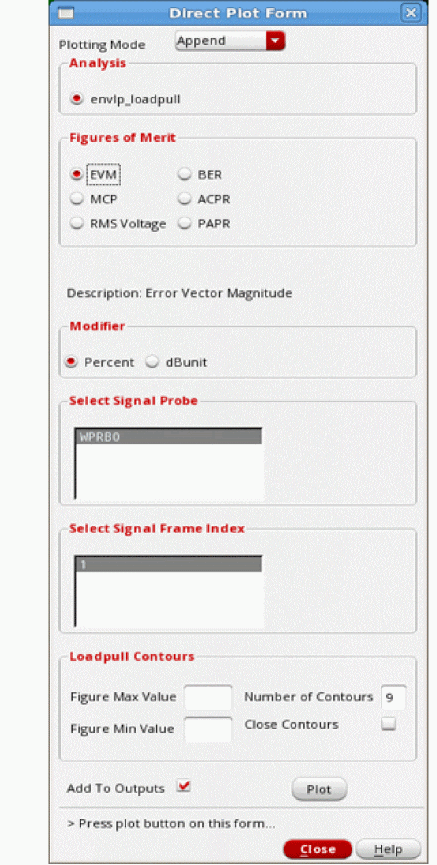 Direct Plot Form
Plotting Mode Append
Analysis
envlp_loadpull
Figures of Merit
EVM BER
MCP ACPR
RMS Voltage PAPR
Description: Error Vector Magnitude
Modifier
Percent dBunit
Select Signal Probe
WPRB0
Select Signal Frame Index
1
Loadpull Contours
Figure Max Value Number of Contours 9
Figure Min Value Close Contours
Add To Outputs Plot
> Press plot button on this form...
Close Help